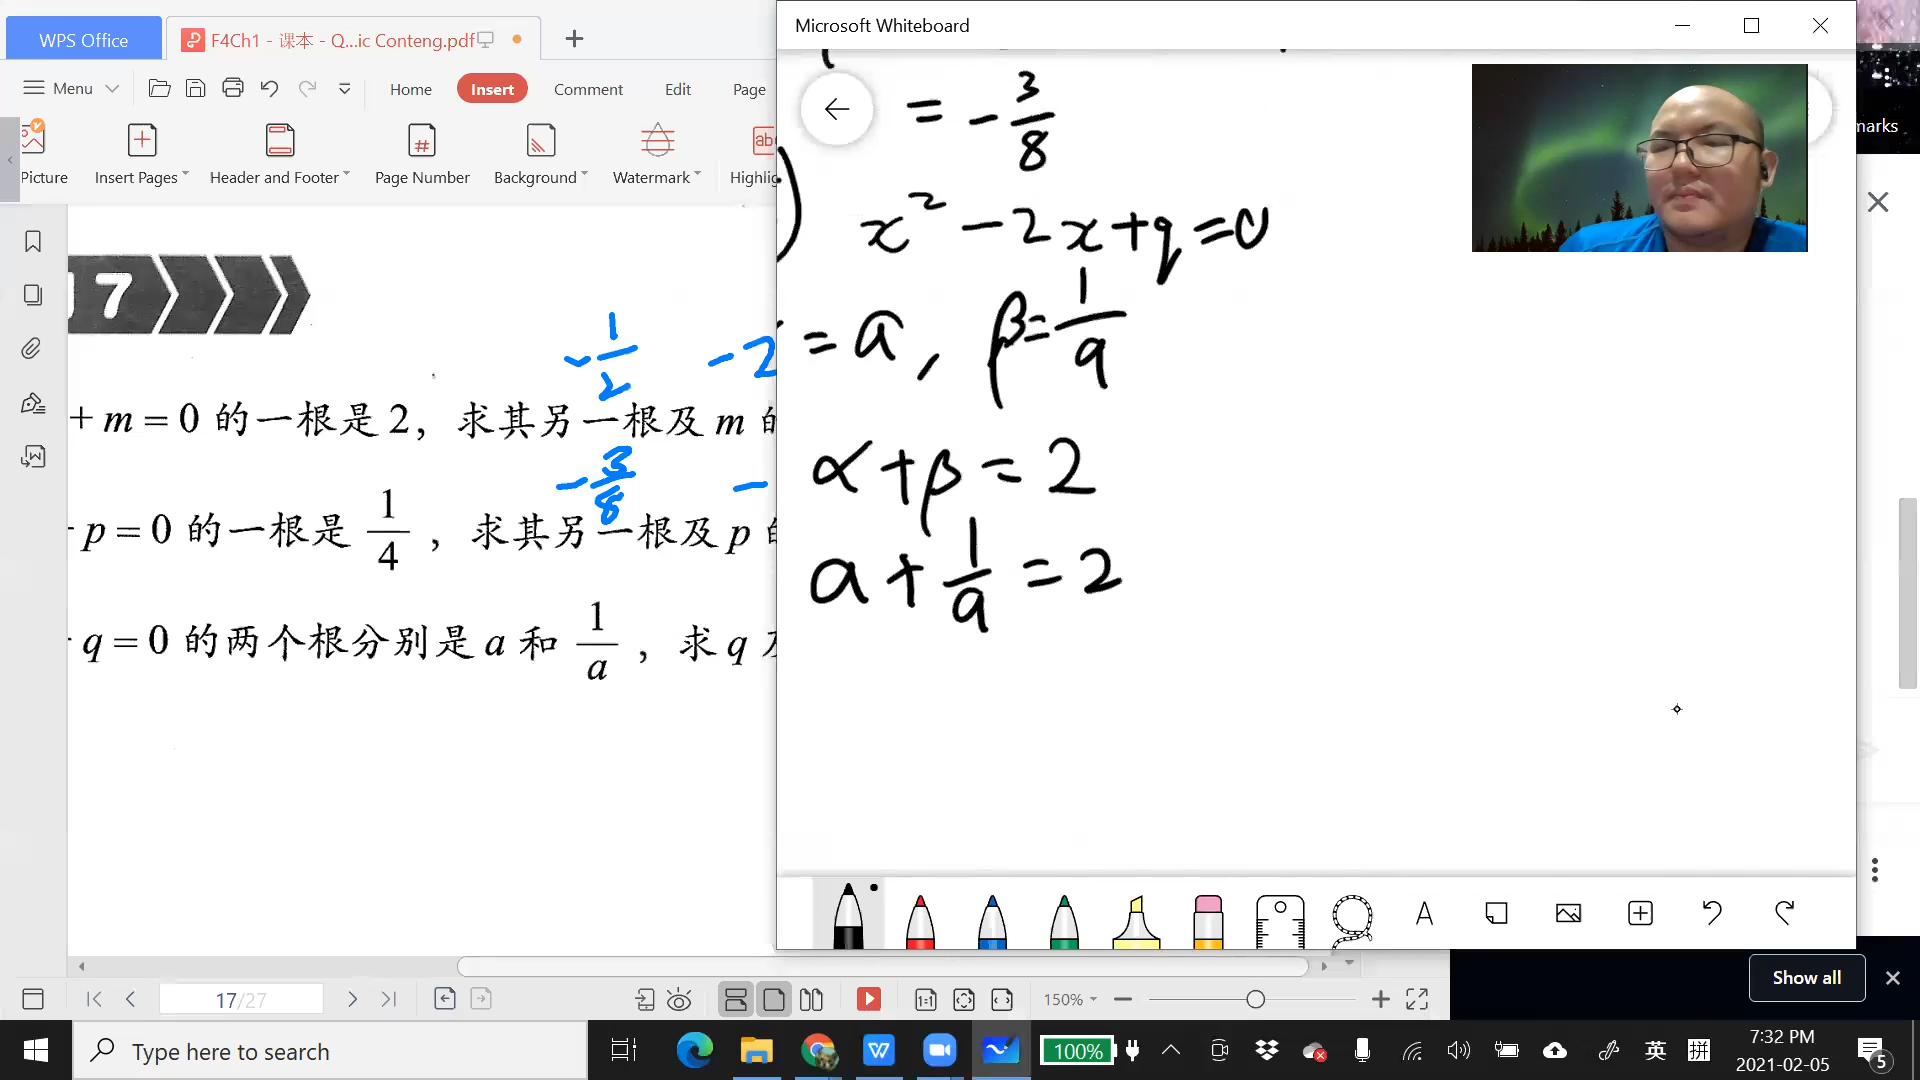 WPS Office
F4Ch1 - 课本 - Q...ic Conteng.pdf
Menu
Home
Insert
Comment
Edit
Page
Picture
Insert Pages
Header and Footer
Page Number
Background
Watermark
Highlig
7
-1/2 -2
+ m = 0 的一根是 2, 求其另一根及 m 的
-3/8 -
p = 0 的一根是 1/4 , 求其另一根及 p 的
q = 0 的两个根分别是 a 和 1/a , 求 q 及
17/27
150%
Microsoft Whiteboard
= -3/8
) x² - 2x + q = 0
= a, β = 1/a
α + β = 2
a + 1/a = 2
marks
Show all
Type here to search
100%
英
拼
7:32 PM
2021-02-05
5